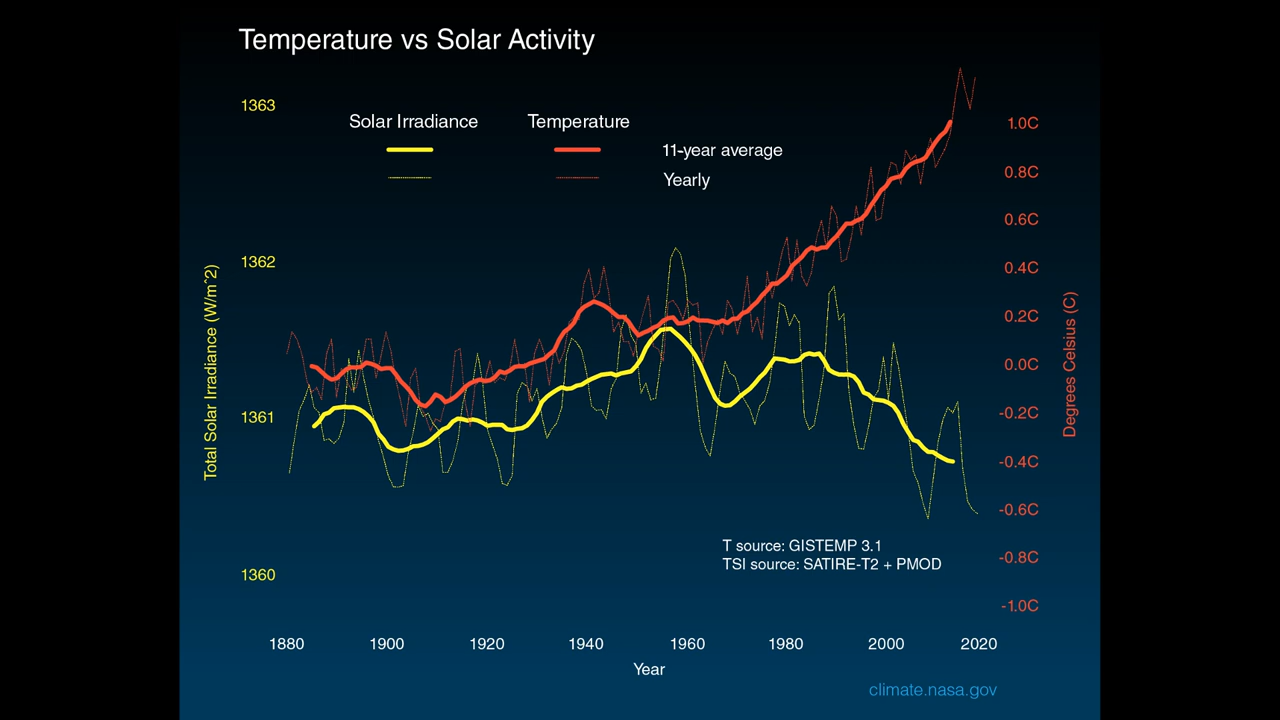 Temperature vs Solar Activity
1363
Solar Irradiance
Temperature
1.0C
11-year average
0.8C
Yearly
0.6C
1362
0.4C
0.2C
0.0C
1361
-0.2C
-0.4C
-0.6C
-0.8C
1360
-1.0C
Total Solar Irradiance (W/m^2)
Degrees Celsius (C)
T source: GISTEMP 3.1
TSI source: SATIRE-T2 + PMOD
1880 1900 1920 1940 1960 1980 2000 2020
Year
climate.nasa.gov